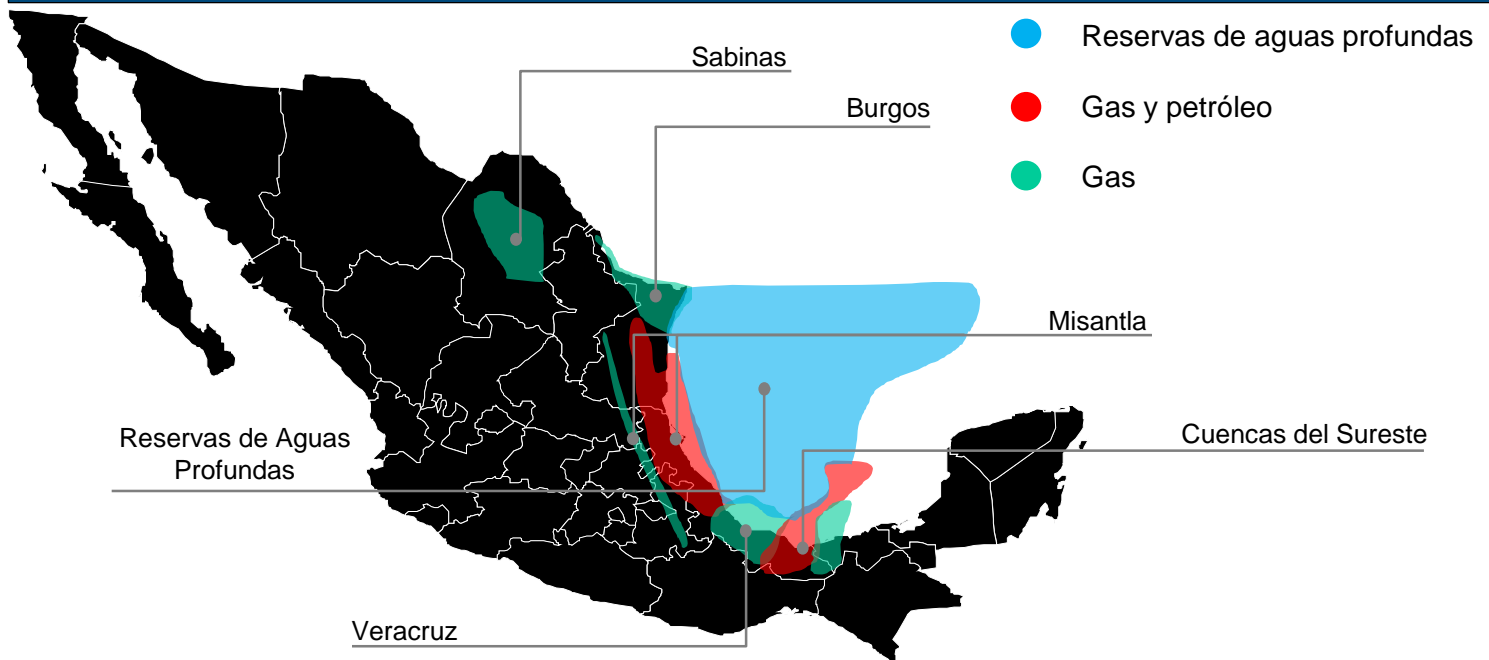 Reservas de aguas profundas
Sabinas
Gas y petróleo
Burgos
Gas
Misantla
Reservas de Aguas
Profundas
Cuencas del Sureste
Veracruz